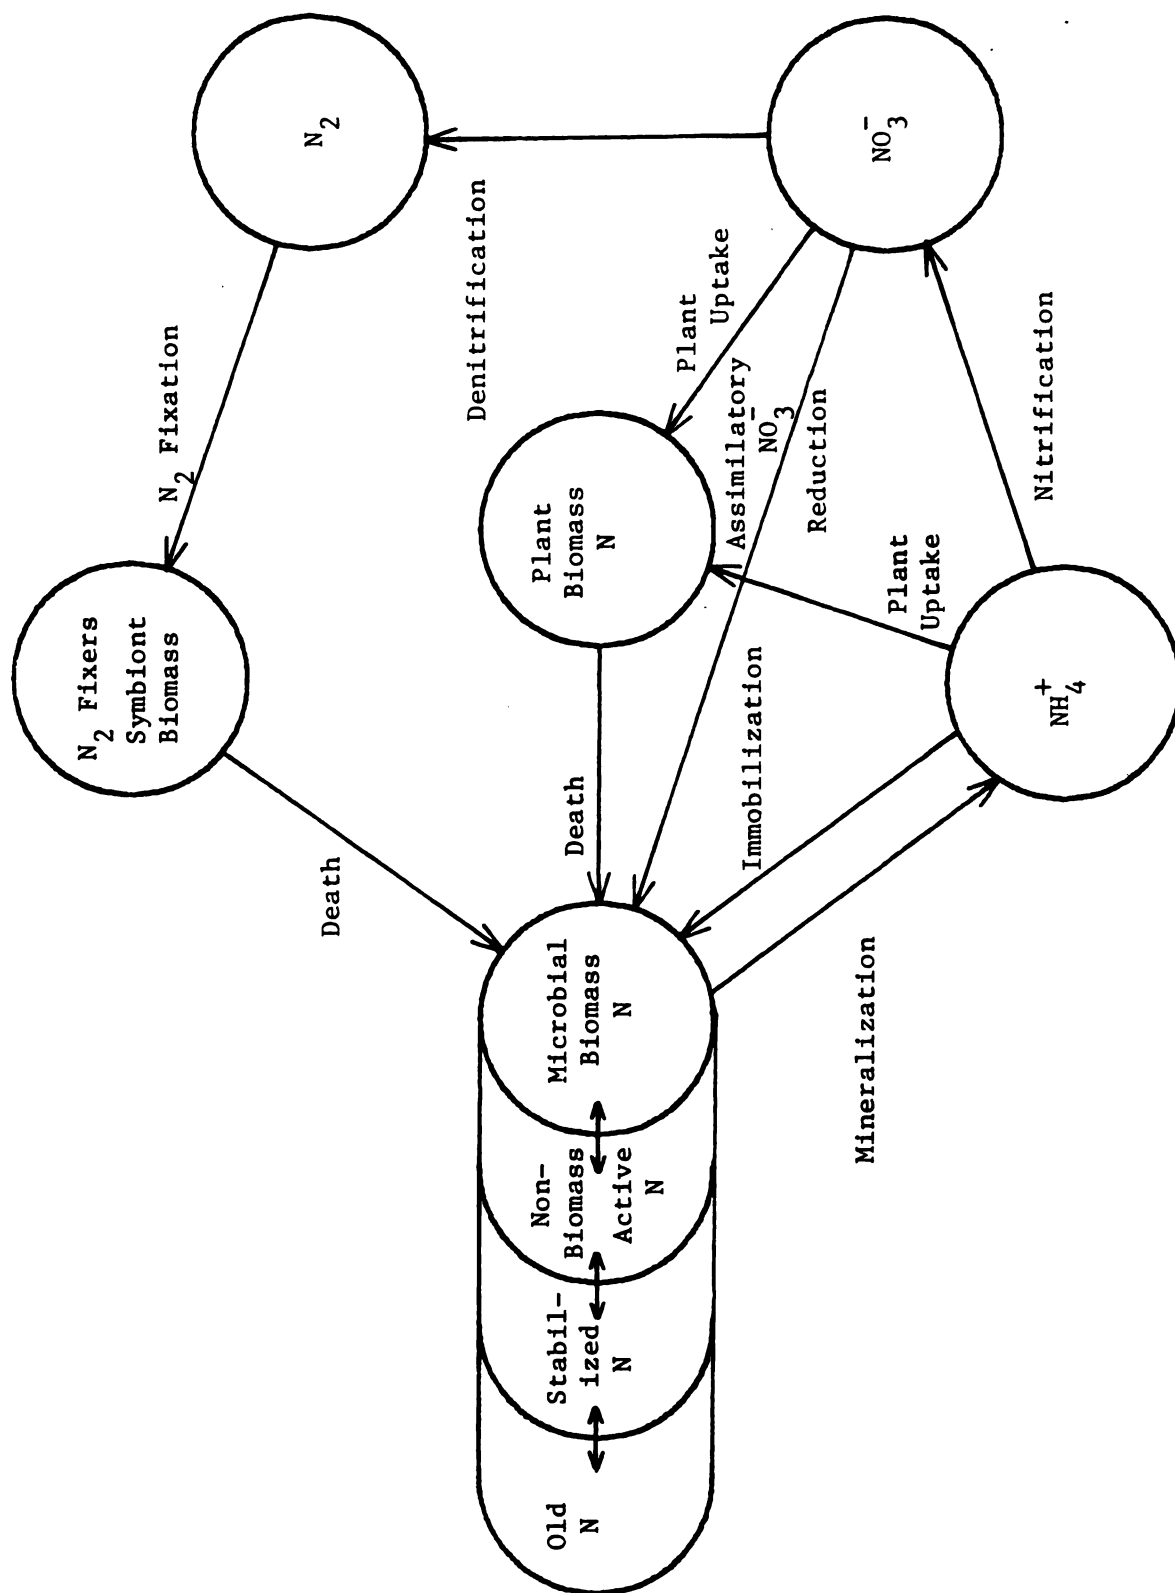 N2 Fixers
Symbiont
Biomass
N2 Fixation
N2
Death
Denitrification
Old
N
Stabil-
ized
N
Non-
Biomass
Active
N
Microbial
Biomass
N
Death
Plant
Biomass
N
Plant
Uptake
Assimilatory
NO3-
Reduction
NO3-
Immobilization
Mineralization
Plant
Uptake
Nitrification
NH4+